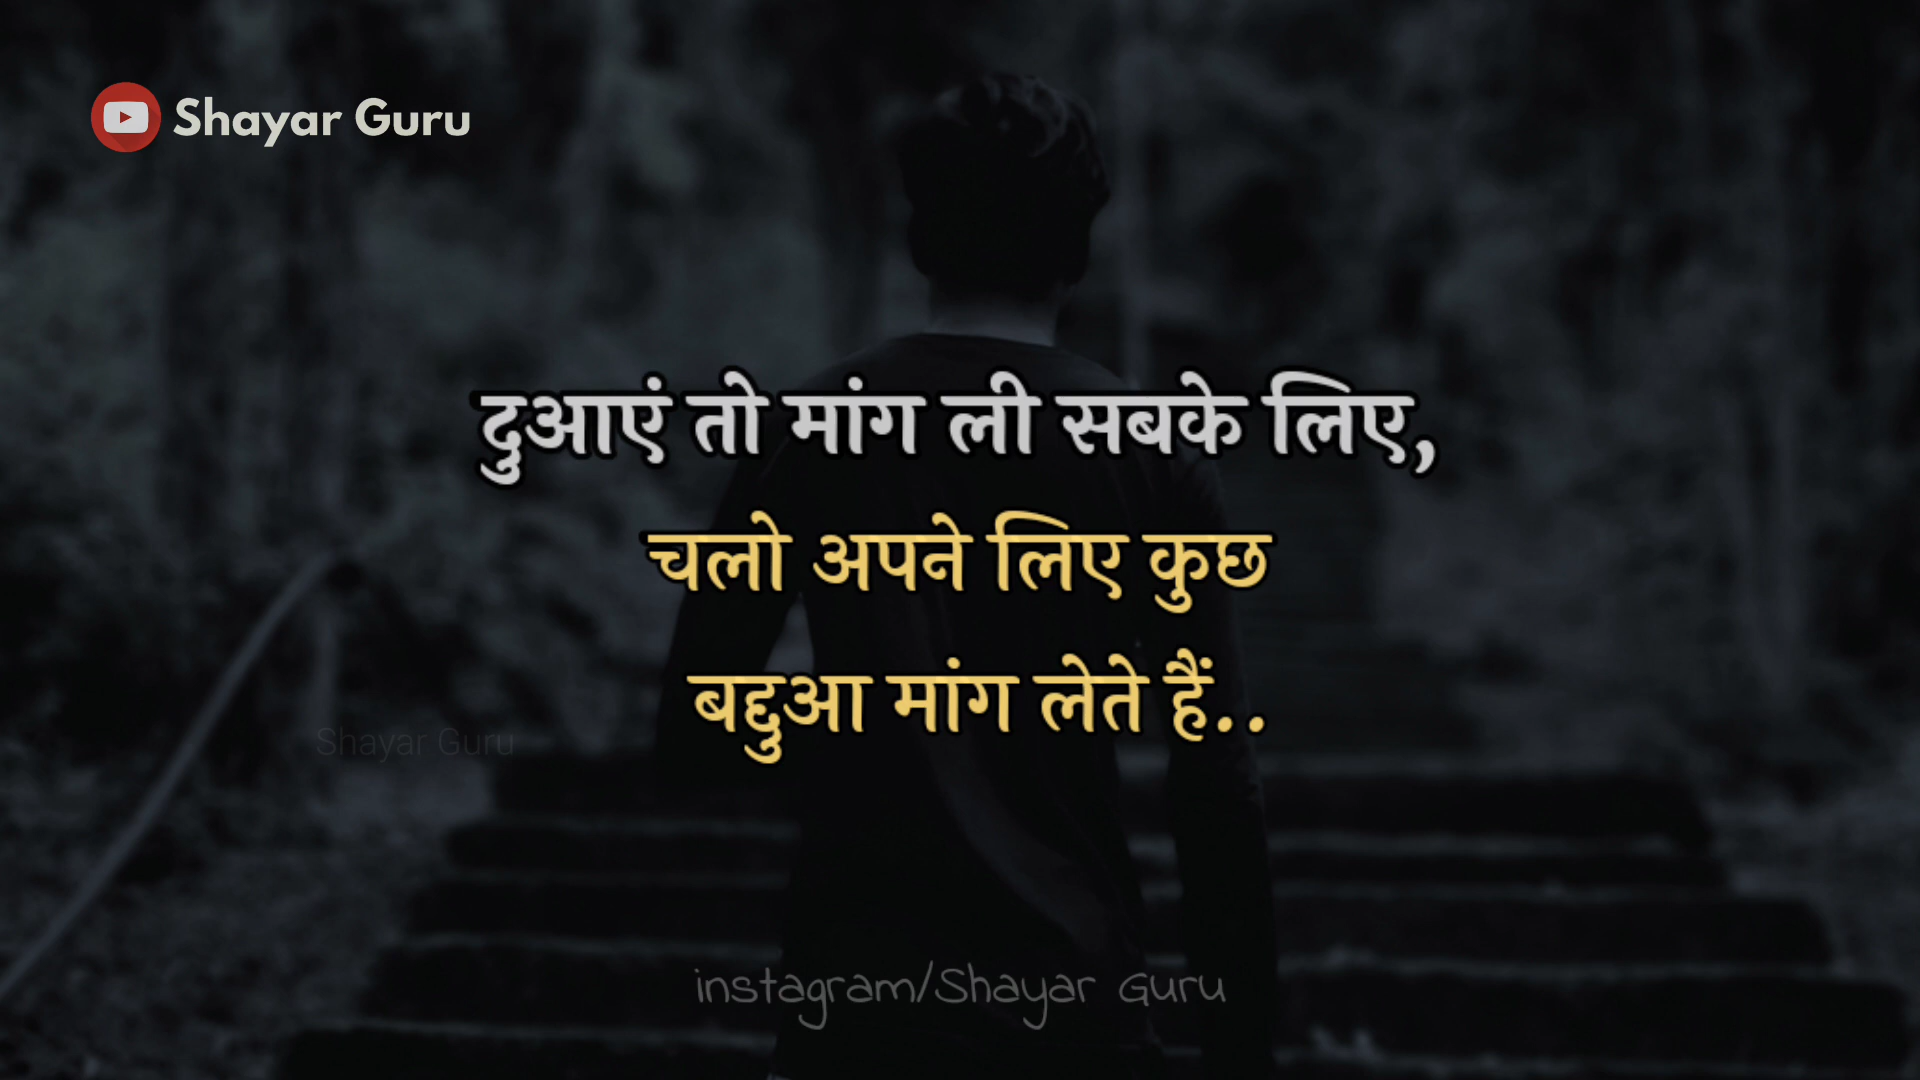 Shayar Guru
दुआएं तो मांग ली सबके लिए,
चलो अपने लिए कुछ
बद्दुआ मांग लेते हैं..
Shayar Guru
instagram/Shayar Guru